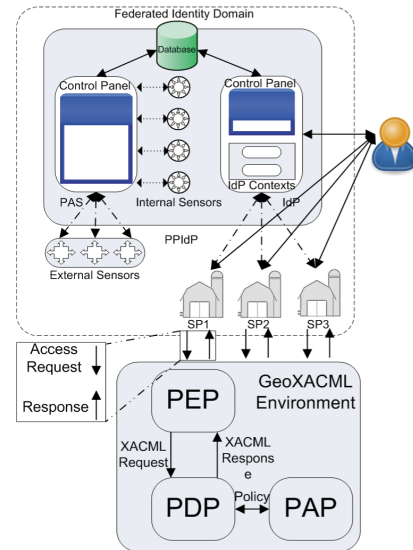 Federated Identity Domain
Database
Control Panel
Control Panel
IdP Contexts
PAS
Internal Sensors
IdP
PPIdP
External Sensors
SP1
SP2
SP3
Access
Request
Response
GeoXACML
Environment
PEP
XACML
Request
XACML
Respons
e
PDP
Policy
PAP